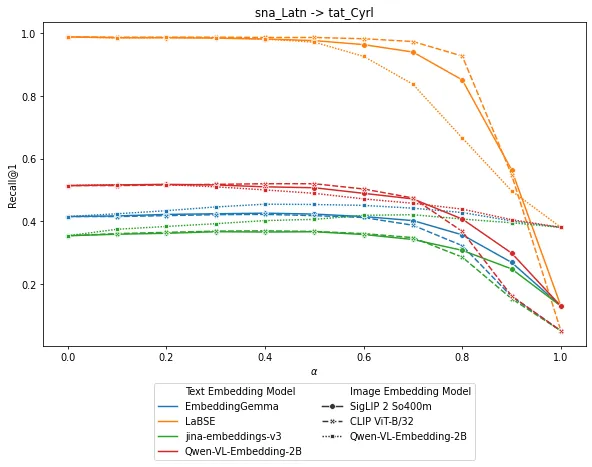 sna_Latn -> tat_Cyrl
Recall@1
1.0
0.8
0.6
0.4
0.2
0.0 0.2 0.4 0.6 0.8 1.0
α
Text Embedding Model
EmbeddingGemma
LaBSE
jina-embeddings-v3
Qwen-VL-Embedding-2B
Image Embedding Model
SigLIP 2 So400m
CLIP ViT-B/32
Qwen-VL-Embedding-2B